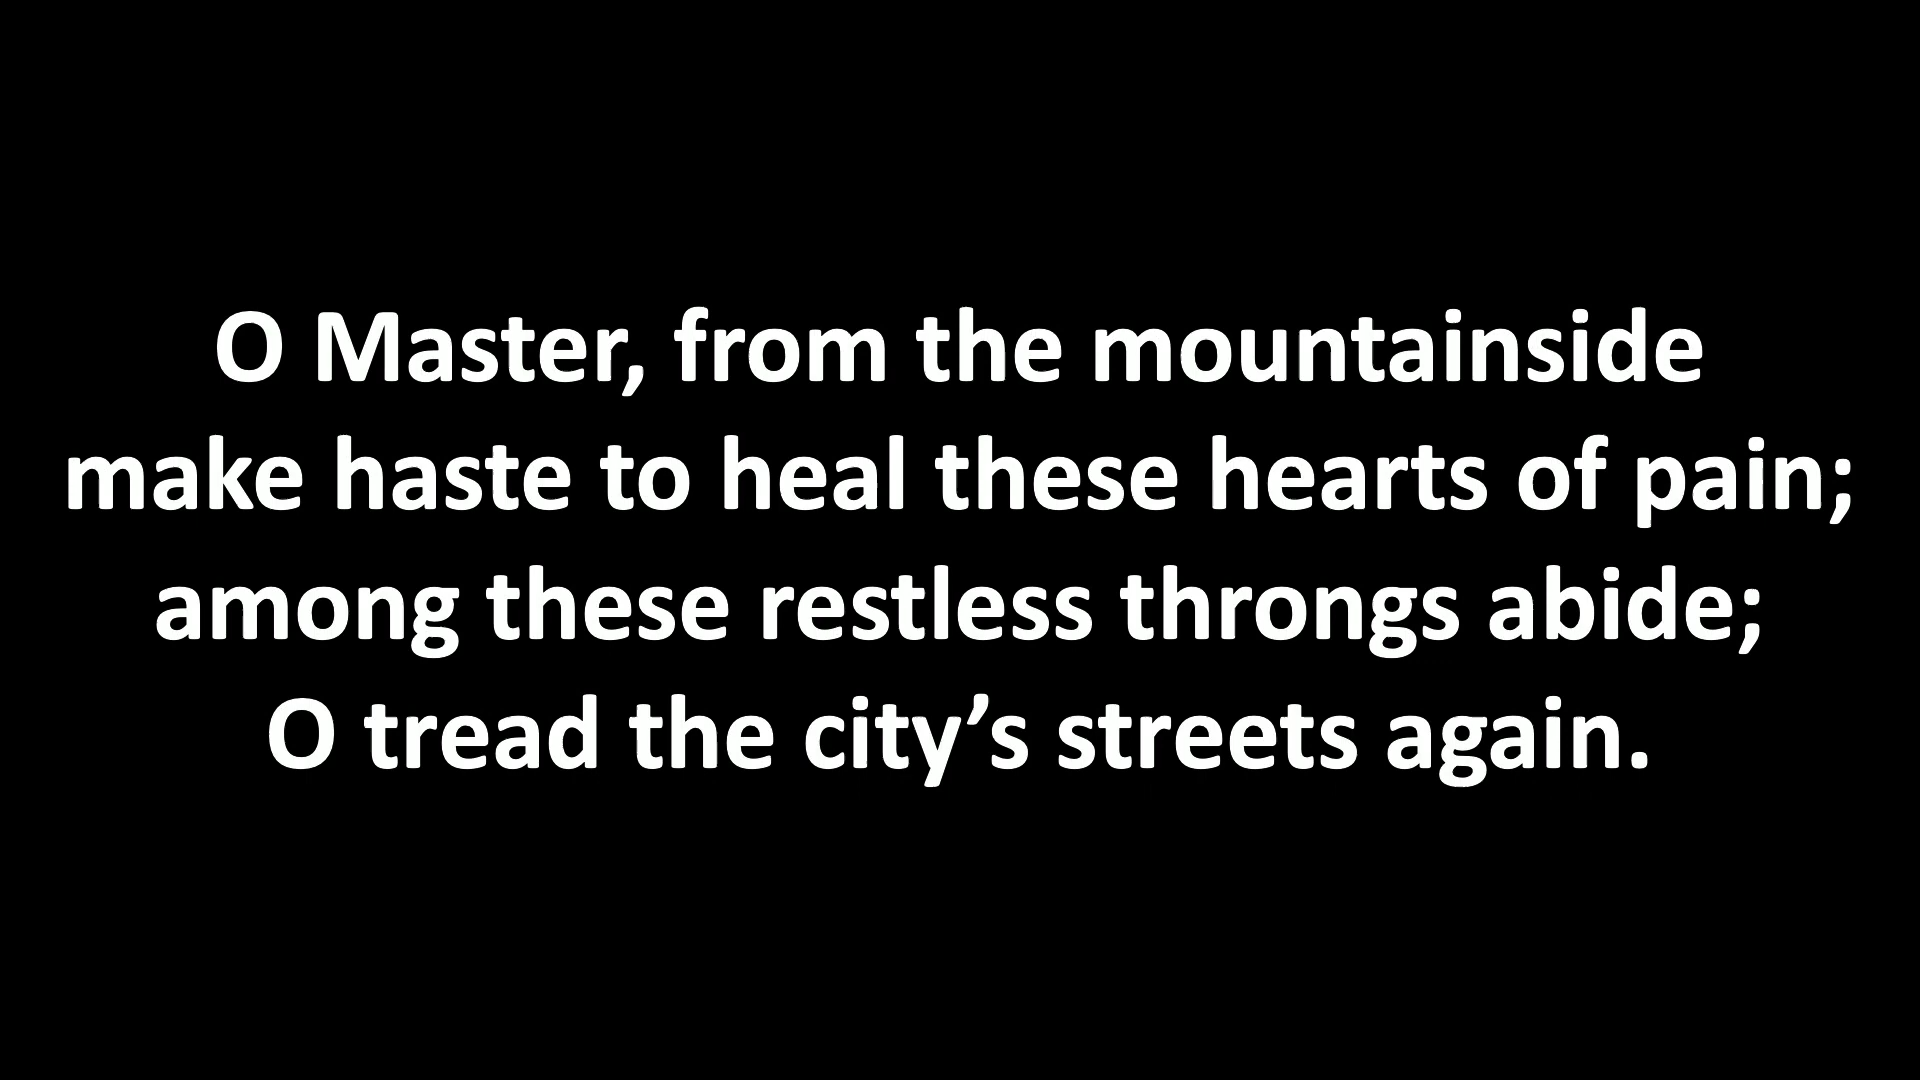 O Master, from the mountainside
make haste to heal these hearts of pain;
among these restless throngs abide;
O tread the city’s streets again.